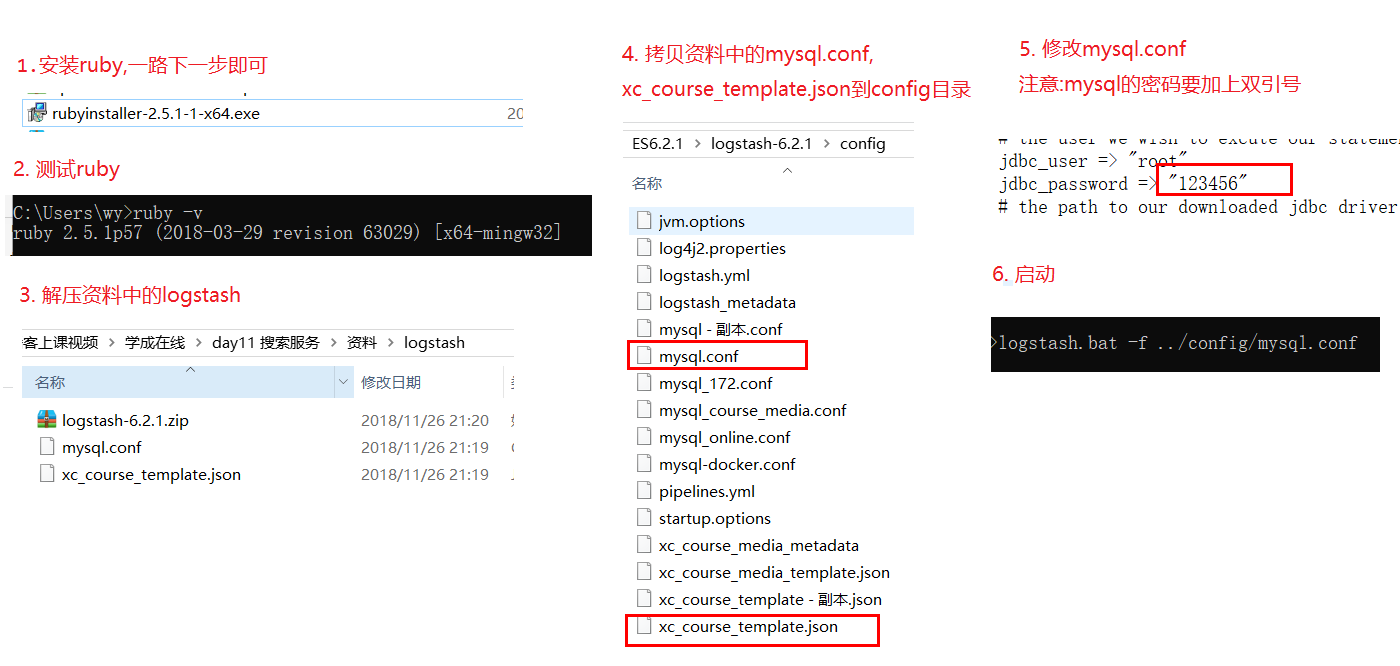 1.安装ruby,一路下一步即可
rubyinstaller-2.5.1-1-x64.exe
20
2. 测试ruby
C:\Users\wy>ruby -v
ruby 2.5.1p57 (2018-03-29 revision 63029) [x64-mingw32]
3. 解压资料中的logstash
客上课视频 > 学成在线 > day11 搜索服务 > 资料 > logstash
名称 修改日期
logstash-6.2.1.zip 2018/11/26 21:20
mysql.conf 2018/11/26 21:19
xc_course_template.json 2018/11/26 21:19
4. 拷贝资料中的mysql.conf,
xc_course_template.json到config目录
ES6.2.1 > logstash-6.2.1 > config
名称
jvm.options
log4j2.properties
logstash.yml
logstash_metadata
mysql - 副本.conf
mysql.conf
mysql_172.conf
mysql_course_media.conf
mysql_online.conf
mysql-docker.conf
pipelines.yml
startup.options
xc_course_media_metadata
xc_course_media_template.json
xc_course_template - 副本.json
xc_course_template.json
5. 修改mysql.conf
注意:mysql的密码要加上双引号
# the user we wish to excute our stateme
jdbc_user => "root"
jdbc_password => "123456"
# the path to our downloaded jdbc driver
6. 启动
>logstash.bat -f ../config/mysql.conf